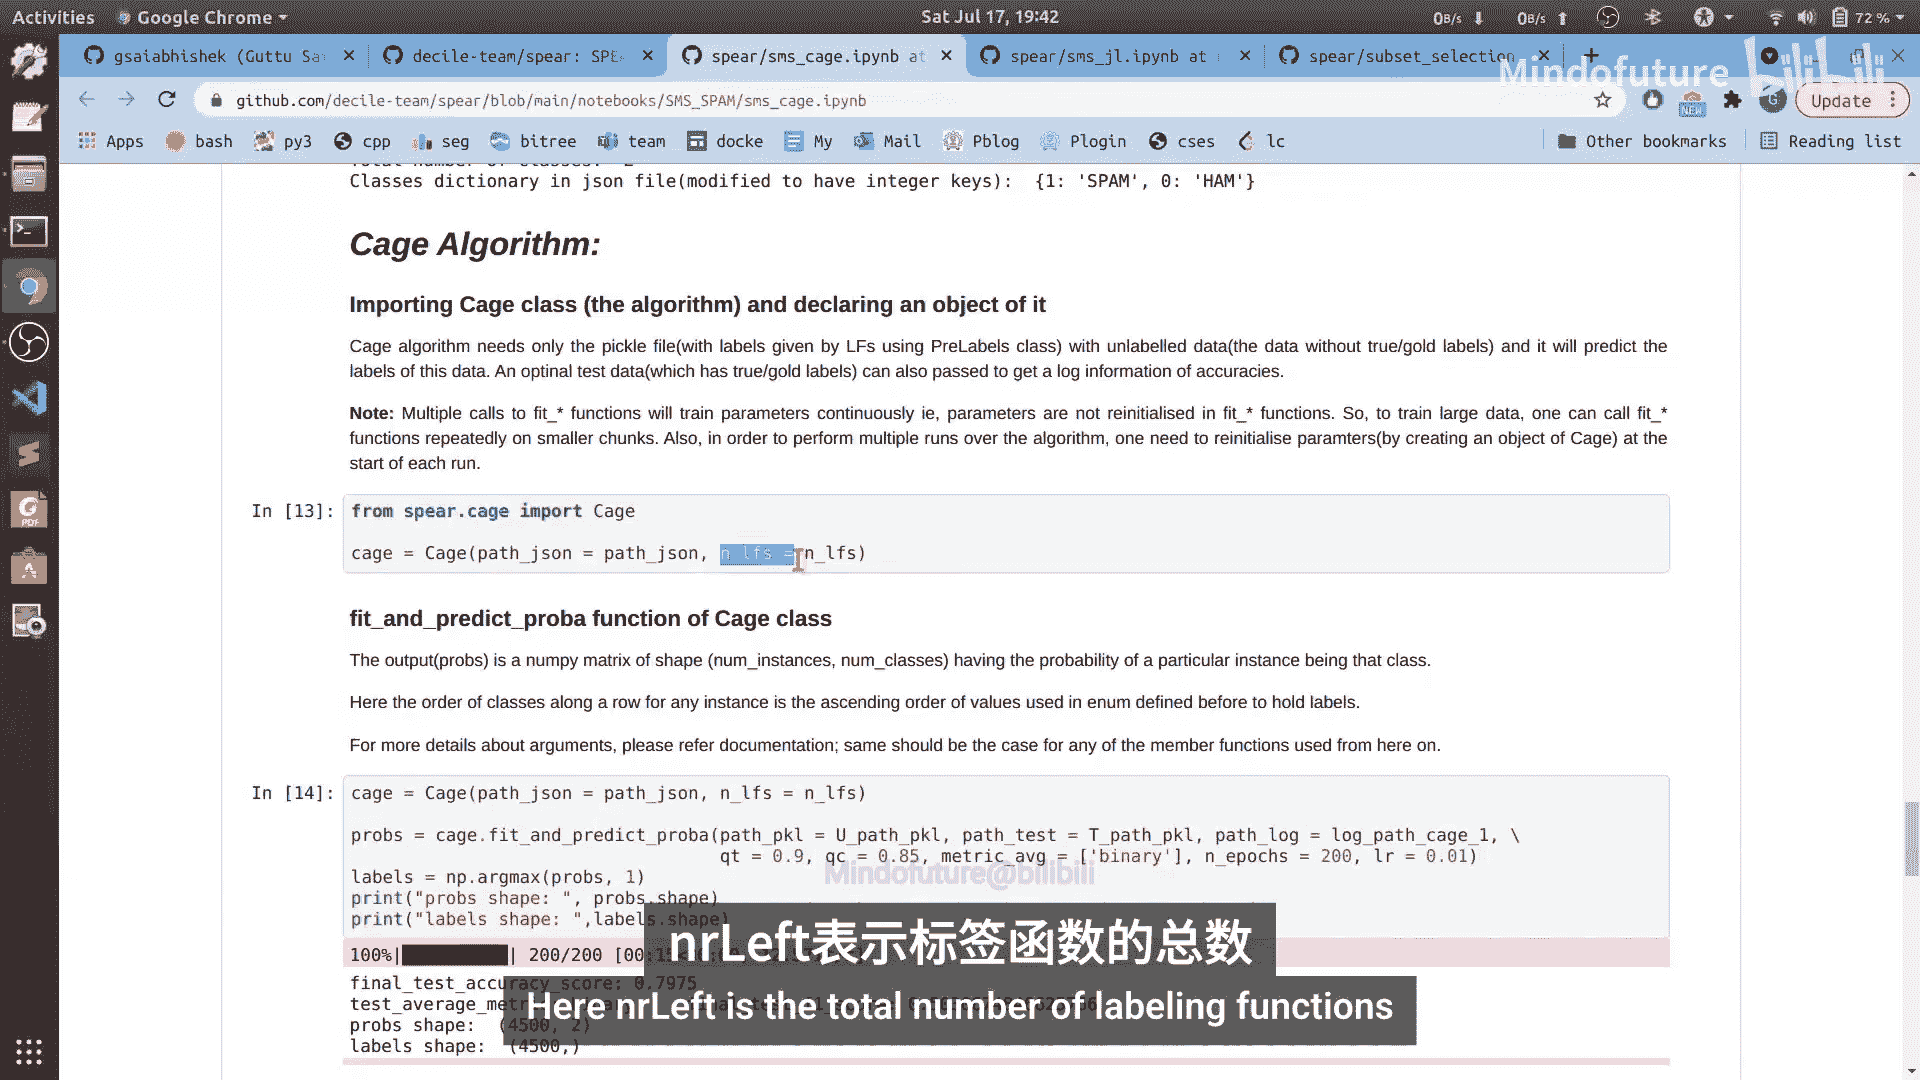 Activities Google Chrome Sat Jul 17, 19:42 0B/s 0B/s 72 %
gsaiabhishek (Guttu Sa decile-team/spear: SPE spear/sms_cage.ipynb at spear/sms_jl.ipynb at spear/subset_selection
Mindofuture bilibili
github.com/decile-team/spear/blob/main/notebooks/SMS_SPAM/sms_cage.ipynb NEW G Update
Apps bash py3 cpp seg bitree team docke My Mail Pblog Plogin cses lc Other bookmarks Reading list
Classes dictionary in json file(modified to have integer keys): {1: 'SPAM', 0: 'HAM'}
Cage Algorithm:
Importing Cage class (the algorithm) and declaring an object of it
Cage algorithm needs only the pickle file(with labels given by LFs using PreLabels class) with unlabelled data(the data without true/gold labels) and it will predict the
labels of this data. An optinal test data(which has true/gold labels) can also passed to get a log information of accuracies.
Note: Multiple calls to fit_* functions will train parameters continuously ie, parameters are not reinitialised in fit_* functions. So, to train large data, one can call fit_*
functions repeatedly on smaller chunks. Also, in order to perform multiple runs over the algorithm, one need to reinitialise paramters(by creating an object of Cage) at the
start of each run.
In [13]: from spear.cage import Cage
cage = Cage(path_json = path_json, n_lfs = n_lfs)
fit_and_predict_proba function of Cage class
The output(probs) is a numpy matrix of shape (num_instances, num_classes) having the probability of a particular instance being that class.
Here the order of classes along a row for any instance is the ascending order of values used in enum defined before to hold labels.
For more details about arguments, please refer documentation; same should be the case for any of the member functions used from here on.
In [14]: cage = Cage(path_json = path_json, n_lfs = n_lfs)
probs = cage.fit_and_predict_proba(path_pkl = U_path_pkl, path_test = T_path_pkl, path_log = log_path_cage_1, \
qt = 0.9, qc = 0.85, metric_avg = ['binary'], n_epochs = 200, lr = 0.01)
Mindofuture@bilibili
labels = np.argmax(probs, 1)
print("probs shape: ", probs.shape)
print("labels shape: ",labels.shape)
100%| | 200/200 [00:
final_test_accuracy_score: 0.7975
probs shape: (4500, 2)
labels shape: (4500,)
nrLeft表示标签函数的总数
Here nrLeft is the total number of labeling functions